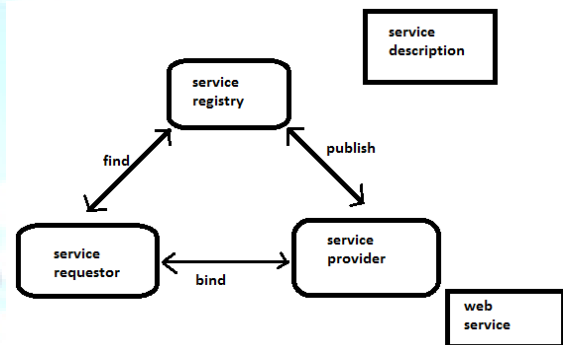 service
description
service
registry
find
publish
service
requestor
bind
service
provider
web
service